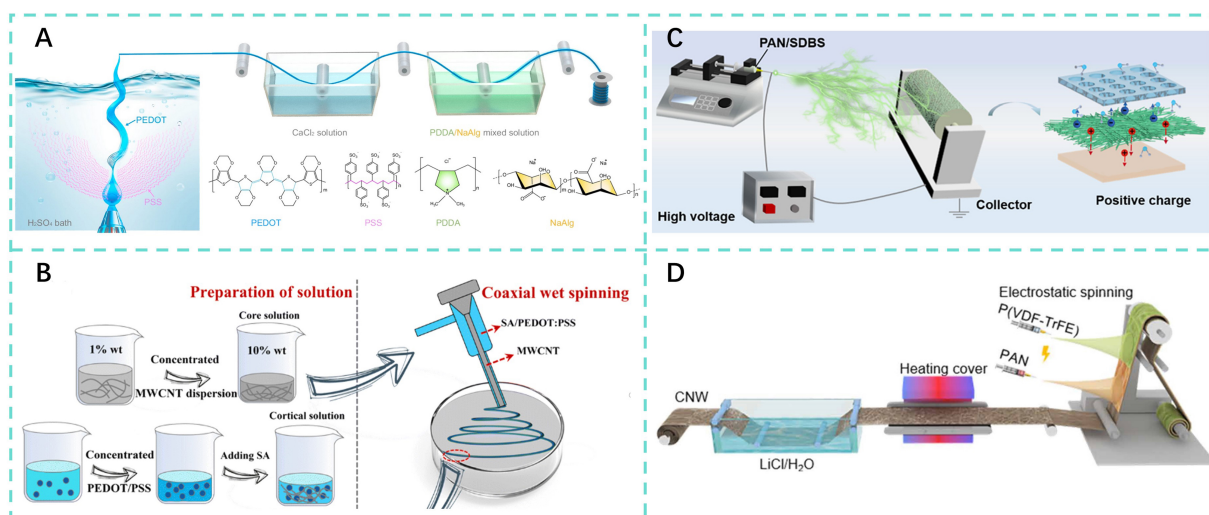 A
PEDOT
PSS
H₂SO₄ bath
CaCl₂ solution
PDDA/NaAlg mixed solution
PEDOT
PSS
PDDA
NaAlg
B
Preparation of solution
Core solution
1% wt
Concentrated
MWCNT dispersion
10% wt
Cortical solution
Concentrated
PEDOT/PSS
Adding SA
Coaxial wet spinning
SA/PEDOT:PSS
MWCNT
C
PAN/SDBS
High voltage
Collector
Positive charge
D
Electrostatic spinning
P(VDF-TrFE)
PAN
Heating cover
CNW
LiCl/H₂O